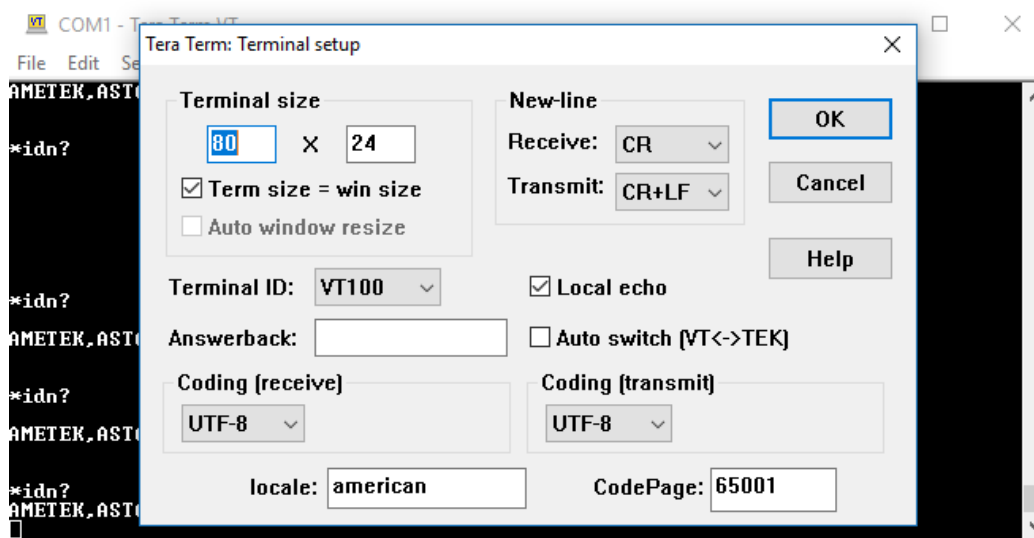 VT COM1 - Tera Term VT
File Edit Se
Tera Term: Terminal setup
Terminal size
80 X 24
Term size = win size
Auto window resize
New-line
Receive: CR
Transmit: CR+LF
OK
Cancel
Help
Terminal ID: VT100
Local echo
Answerback:
Auto switch (VT<->TEK)
Coding (receive)
UTF-8
Coding (transmit)
UTF-8
locale: american
CodePage: 65001
AMETEK,AST
*idn?
*idn?
AMETEK,AST
*idn?
AMETEK,AST
*idn?
AMETEK,AST